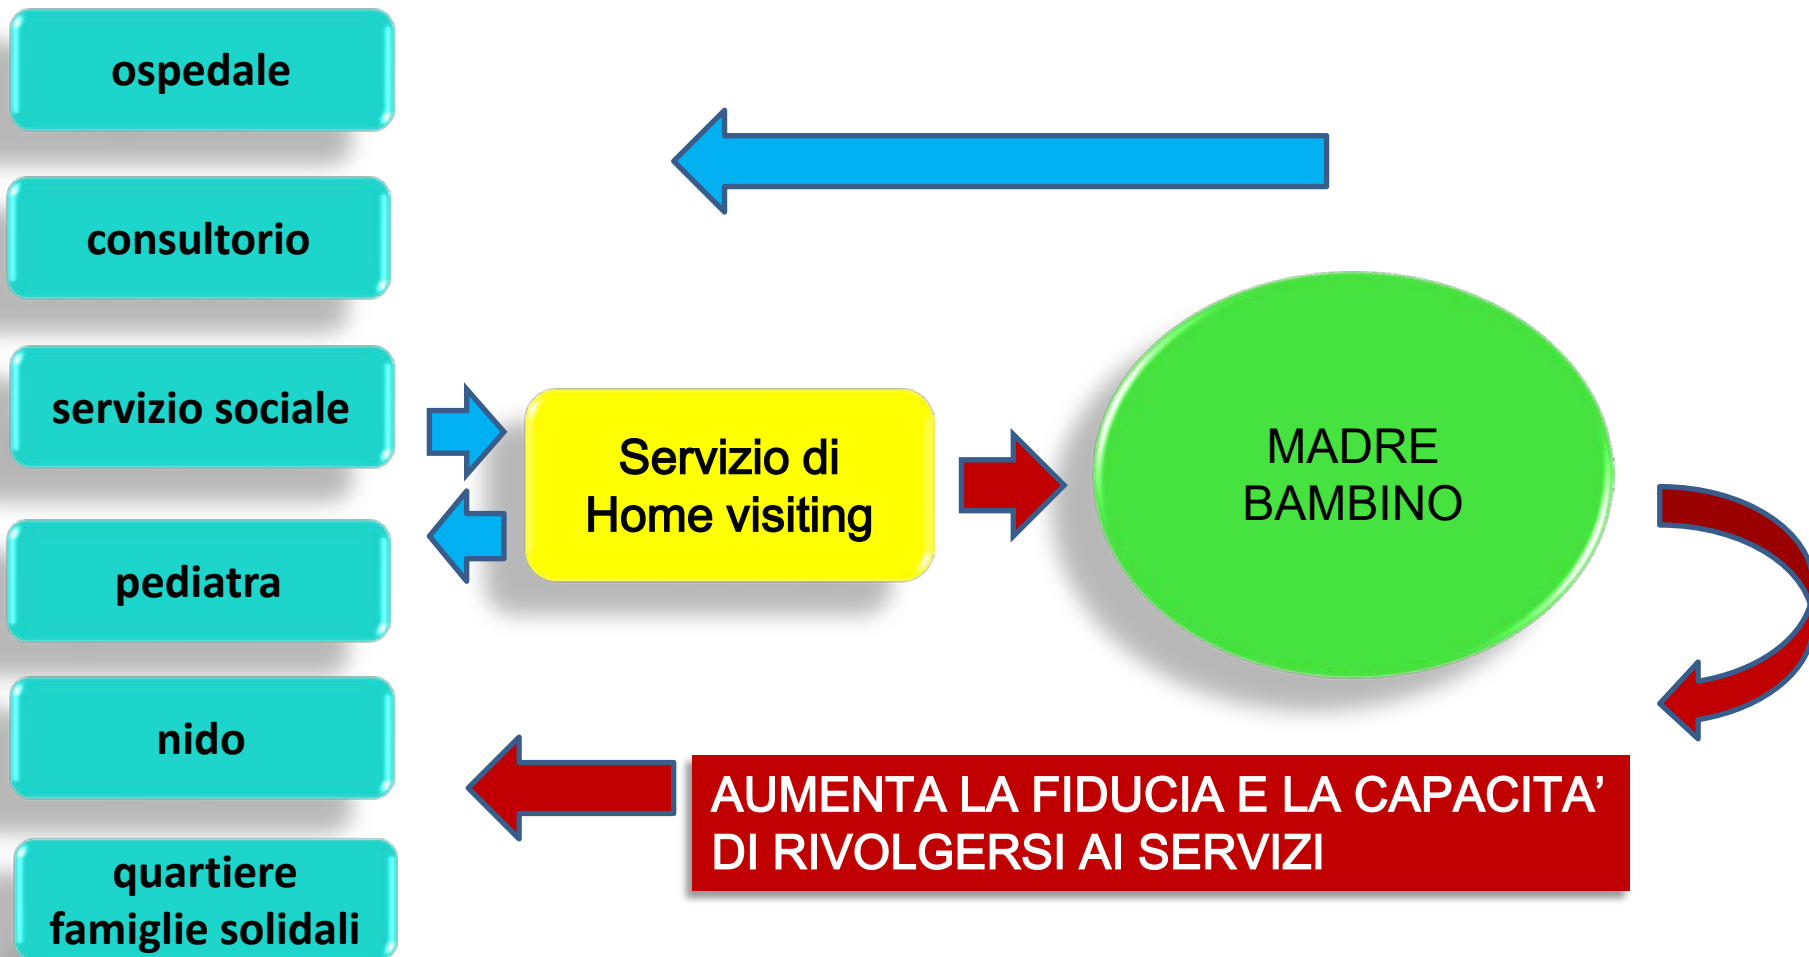 ospedale
consultorio
servizio sociale
pediatra
nido
quartiere
famiglie solidali
Servizio di
Home visiting
MADRE
BAMBINO
AUMENTA LA FIDUCIA E LA CAPACITA’
DI RIVOLGERSI AI SERVIZI